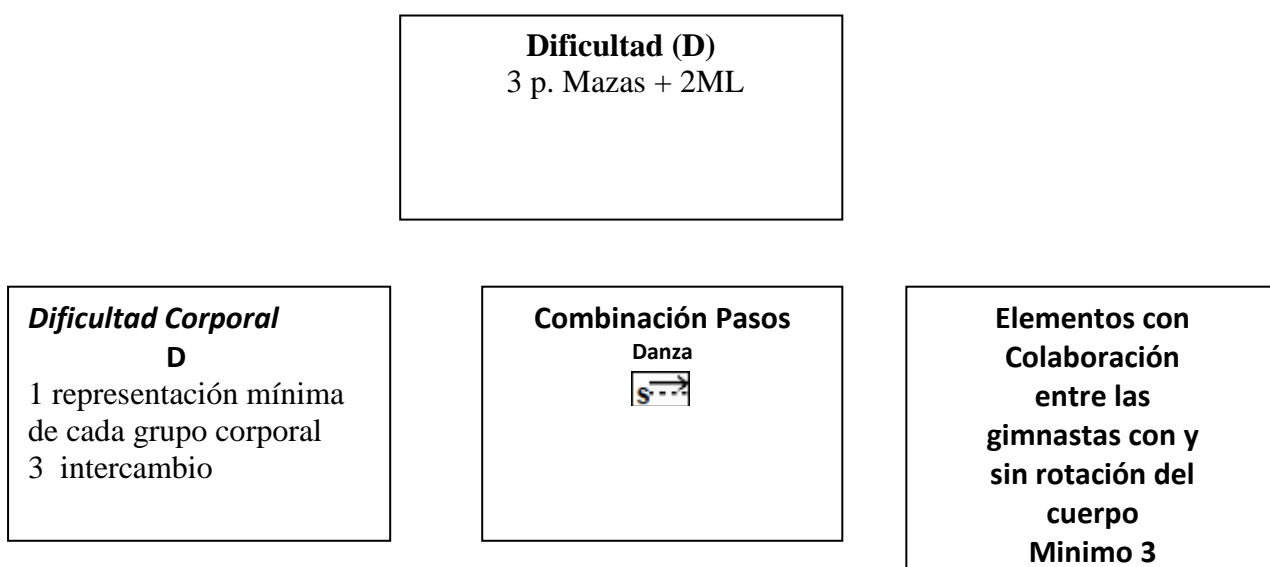 Dificultad (D)
3 p. Mazas + 2ML
Dificultad Corporal
D
1 representación mínima
de cada grupo corporal
3 intercambio
Combinación Pasos
Danza
S
Elementos con
Colaboración
entre las
gimnastas con y
sin rotación del
cuerpo
Minimo 3